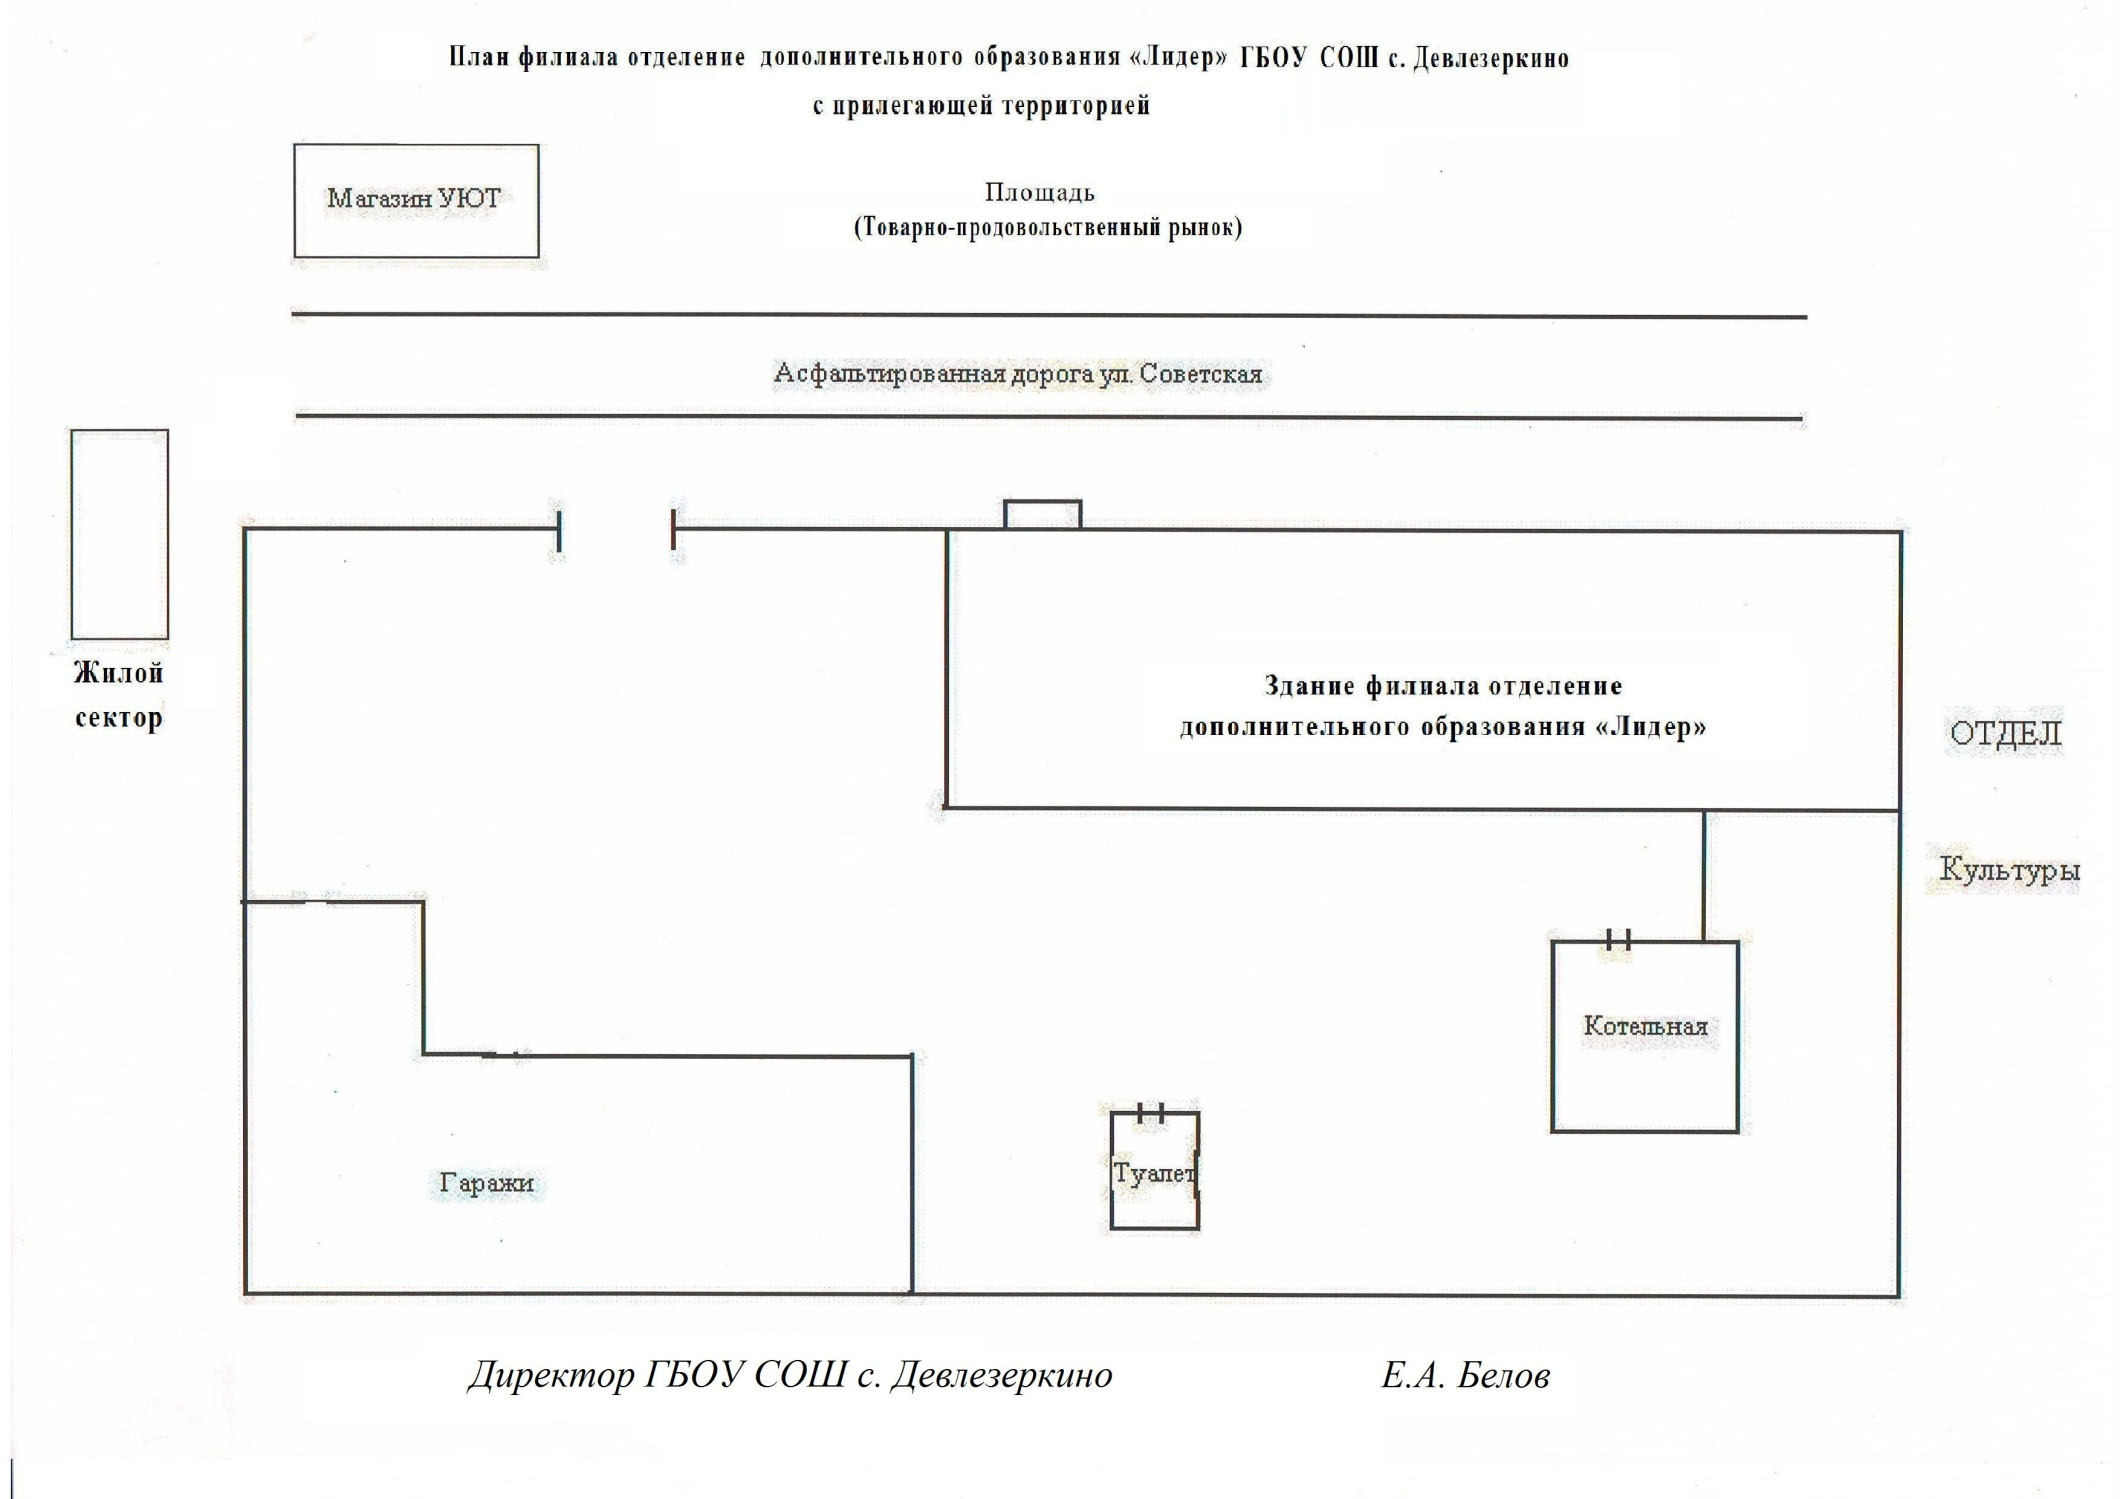 План филиала отделение дополнительного образования «Лидер» ГБОУ СОШ с. Девлезеркино
с прилегающей территорией
Магазин УЮТ
Площадь
(Товарно-продовольственный рынок)
Асфальтированная дорога ул. Советская
Жилой
сектор
Здание филиала отделение
дополнительного образования «Лидер»
ОТДЕЛ
Культуры
Котельная
Туалет
Гаражи
Директор ГБОУ СОШ с. Девлезеркино Е.А. Белов